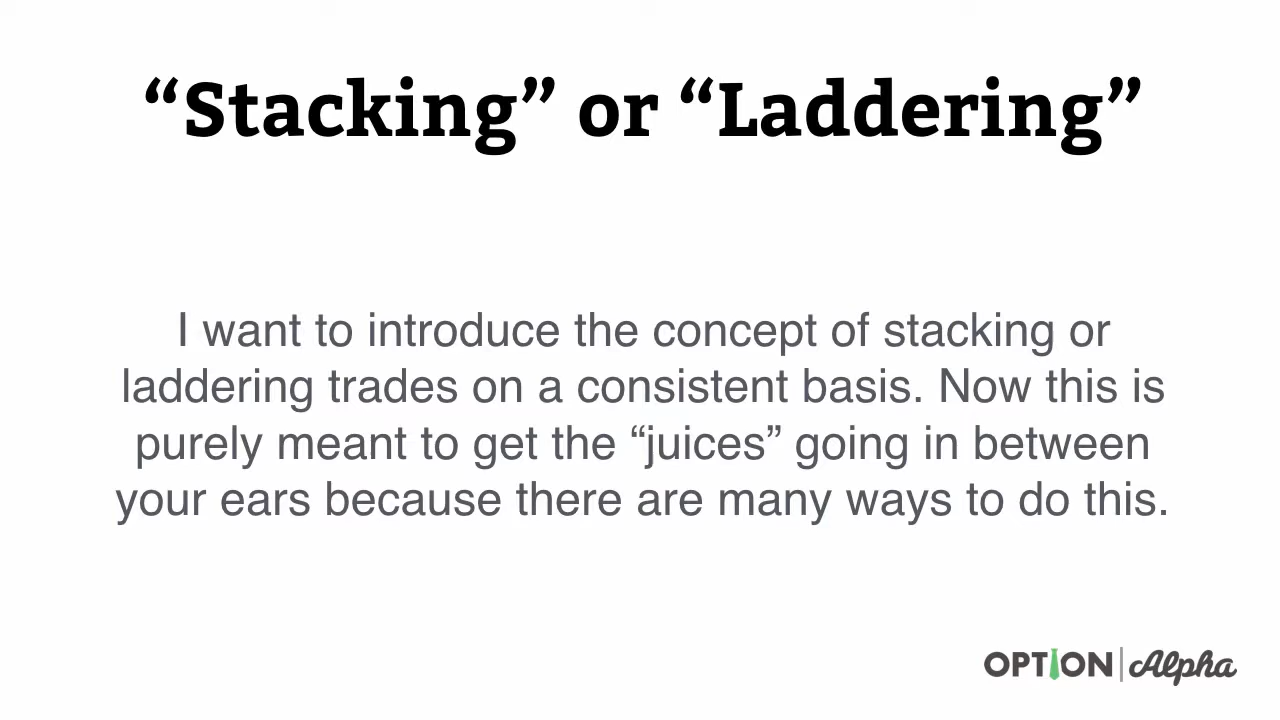 “Stacking” or “Laddering”
I want to introduce the concept of stacking or
laddering trades on a consistent basis. Now this is
purely meant to get the “juices” going in between
your ears because there are many ways to do this.
OPTION | Alpha